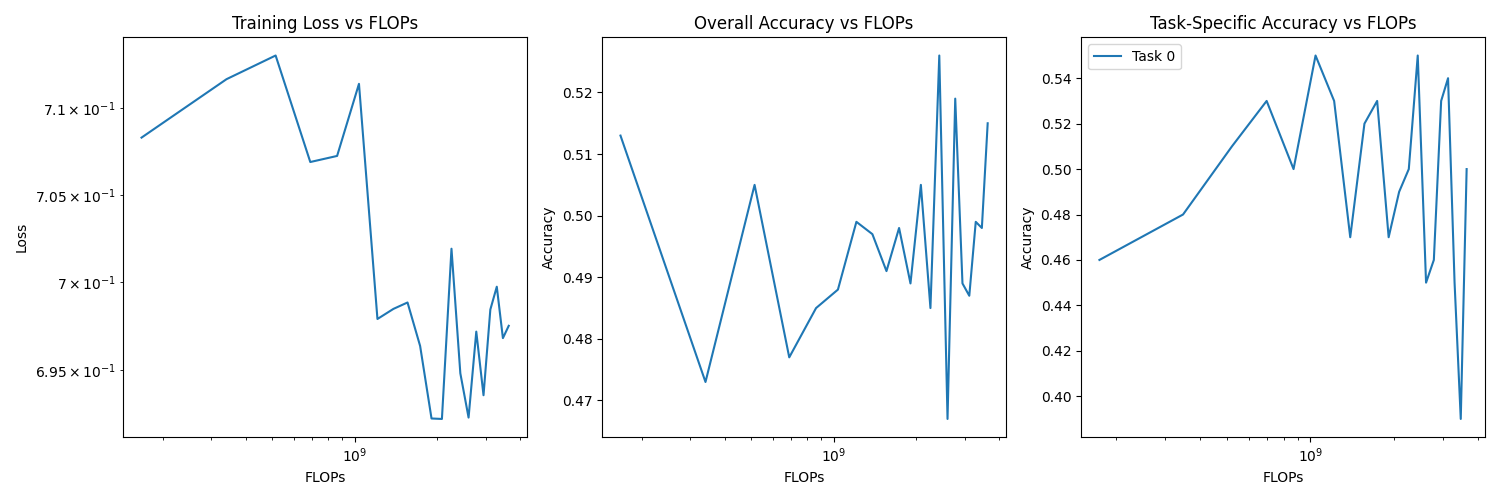 Training Loss vs FLOPs
7.1 × 10⁻¹
7.05 × 10⁻¹
7 × 10⁻¹
6.95 × 10⁻¹
Loss
10⁹
FLOPs
Overall Accuracy vs FLOPs
0.52
0.51
0.50
0.49
0.48
0.47
Accuracy
10⁹
FLOPs
Task-Specific Accuracy vs FLOPs
Task 0
0.54
0.52
0.50
0.48
0.46
0.44
0.42
0.40
Accuracy
10⁹
FLOPs